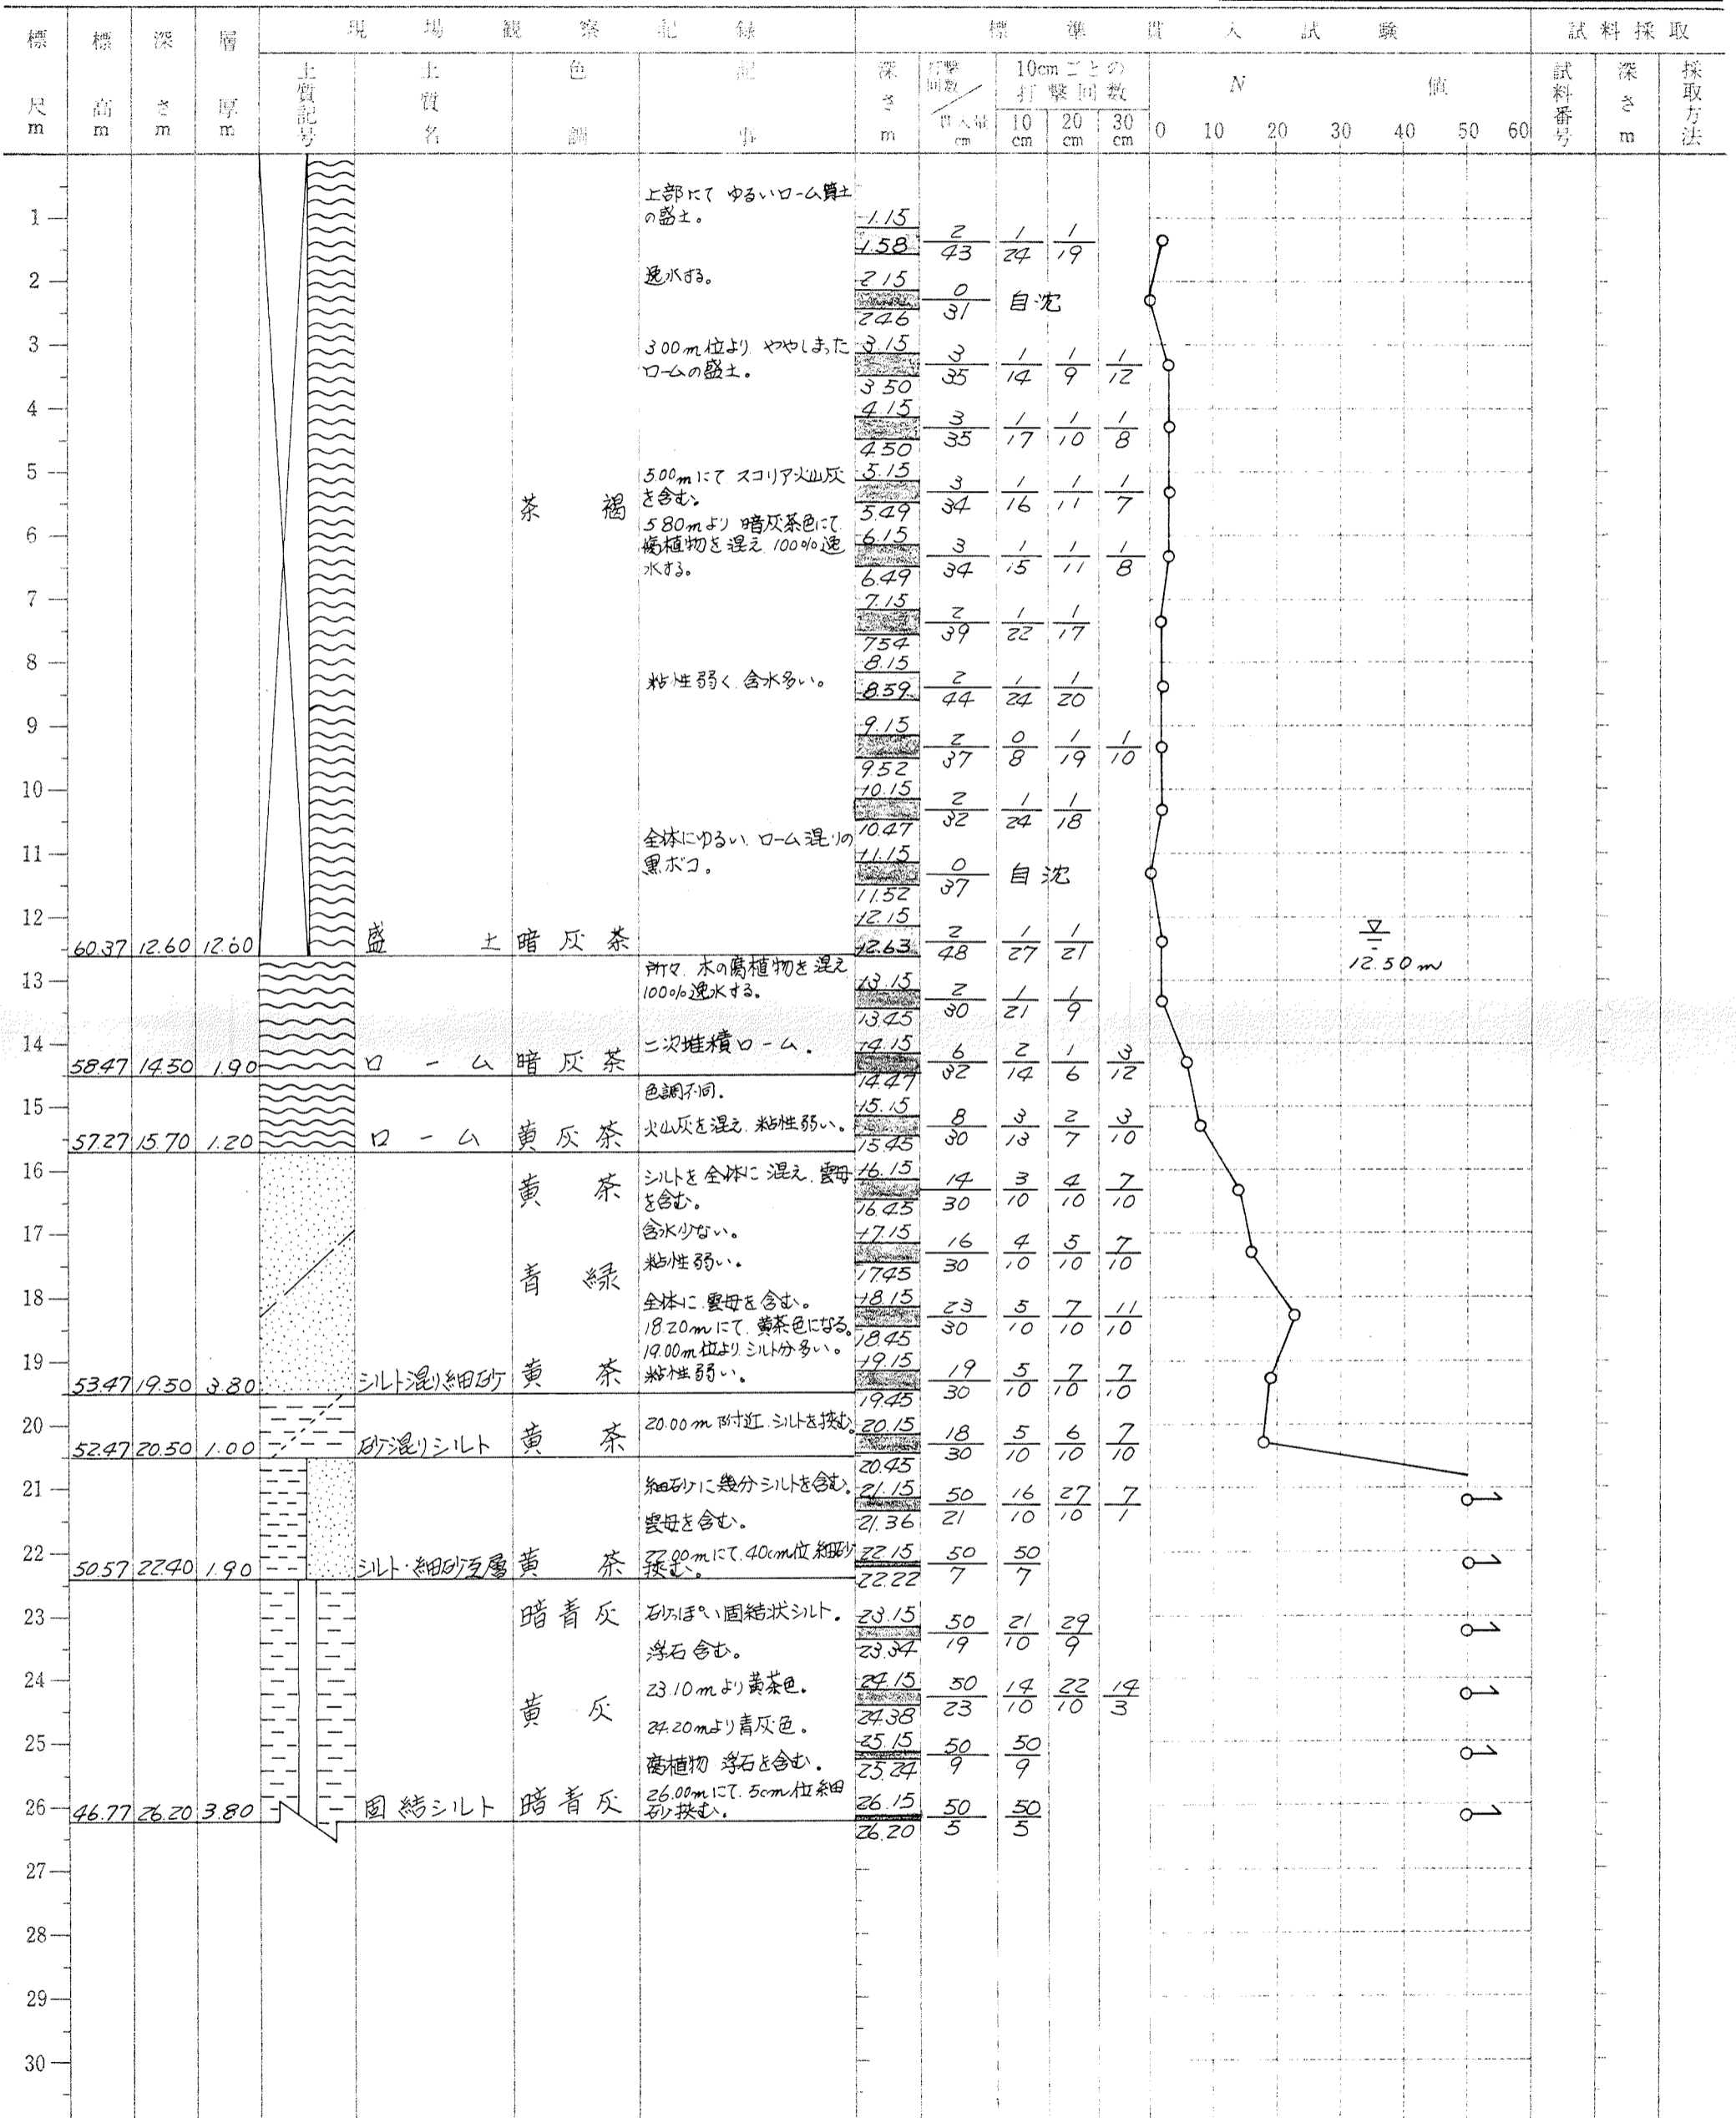 現場観察記録 標準貫入試験 試料採取
標尺m 標高m 深さm 層厚m 土質記号 土質名 色調 記事 深さm 打撃回数/貫入量cm 10cmごとの打撃回数 N値 試料番号 深さm 採取方法
10cm 20cm 30cm 0 10 20 30 40 50 60
上部にて ゆるいローム質土
の盛土。
1
1.15
1.58 2/43 1/24 1/19
逸水する。
2
2.15
2.46 0/31 自沈
3.00m位より ややしまった
ロームの盛土。
3
3.15
3.50 3/35 1/14 1/9 1/12
4
4.15
4.50 3/35 1/17 1/10 1/8
5
茶褐
5.00mにて スコリア火山灰
を含む。
5.15
5.49 3/34 1/16 1/11 1/7
5.80mより 暗灰茶色にて
腐植物を混え 100%逸
水する。
6
6.15
6.49 3/34 1/15 1/11 1/8
7
7.15
7.54 2/39 1/22 1/17
8
粘性弱く 含水多い。
8.15
8.59 2/44 1/24 1/20
9
9.15
9.52 2/37 0/8 1/19 1/10
10
10.15
10.47 2/32 1/24 1/18
全体にゆるい ローム混りの
黒ボコ。
11
11.15
11.52 0/37 自沈
12
12.15
12.63 2/48 1/27 1/21
60.37 12.60 12.60 盛土 暗灰茶
12.50m
所々 木の腐植物を混え
100%逸水する。
13
13.15
13.45 2/30 1/21 1/9
二次堆積ローム.
14
14.15
14.47 6/32 2/14 1/6 3/12
58.47 14.50 1.90 ローム 暗灰茶
色調不同.
火山灰を混え 粘性弱い。
15
15.15
15.45 8/30 3/13 2/7 3/10
57.27 15.70 1.20 ローム 黄灰茶
黄茶
シルトを 全体に 混え 雲母
を含む。
16
16.15
16.45 14/30 3/10 4/10 7/10
含水少ない。
粘性弱い。
青緑
17
17.15
17.45 16/30 4/10 5/10 7/10
全体に 雲母を含む。
18.20mにて 黄茶色になる。
18
18.15
18.45 23/30 5/10 7/10 11/10
19.00m位より シルト分多い。
粘性弱い。
19
19.15
19.45 19/30 5/10 7/10 7/10
53.47 19.50 3.80 シルト混り細砂 黄茶
20.00m附近 シルトを挟む
20
20.15
20.45 18/30 5/10 6/10 7/10
52.47 20.50 1.00 砂混りシルト 黄茶
細砂に幾分シルトを含む。
雲母を含む。
21
21.15
21.36 50/21 16/10 27/10 7/1
22.00mにて.40cm位 細砂
挟む。
22
22.15
22.22 50/7 50/7
50.57 22.40 1.90 シルト・細砂互層 黄茶
暗青灰
砂っぽい固結状シルト.
浮石含む。
23
23.15
23.34 50/19 21/10 29/9
23.10mより黄茶色.
黄灰
24
24.15
24.38 50/23 14/10 22/10 14/3
24.20mより青灰色.
腐植物 浮石を含む.
25
25.15
25.24 50/9 50/9
26.00mにて.5cm位細
砂挟む.
26
26.15
26.20 50/5 50/5
46.77 26.20 3.80 固結シルト 暗青灰
27
28
29
30